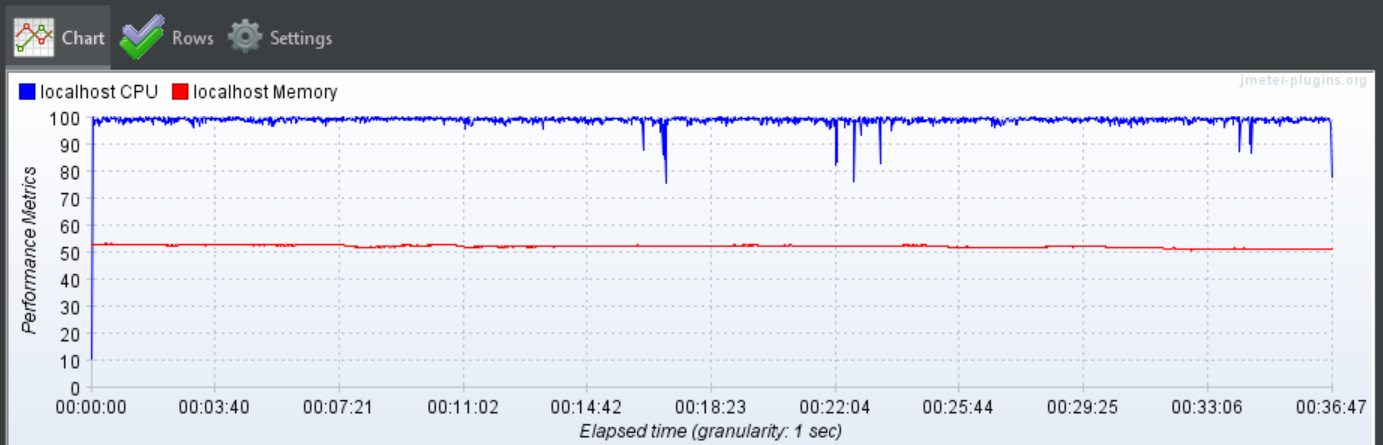 Chart Rows Settings
jmeter-plugins.org
localhost CPU localhost Memory
Performance Metrics
100
90
80
70
60
50
40
30
20
10
0
00:00:00 00:03:40 00:07:21 00:11:02 00:14:42 00:18:23 00:22:04 00:25:44 00:29:25 00:33:06 00:36:47
Elapsed time (granularity: 1 sec)